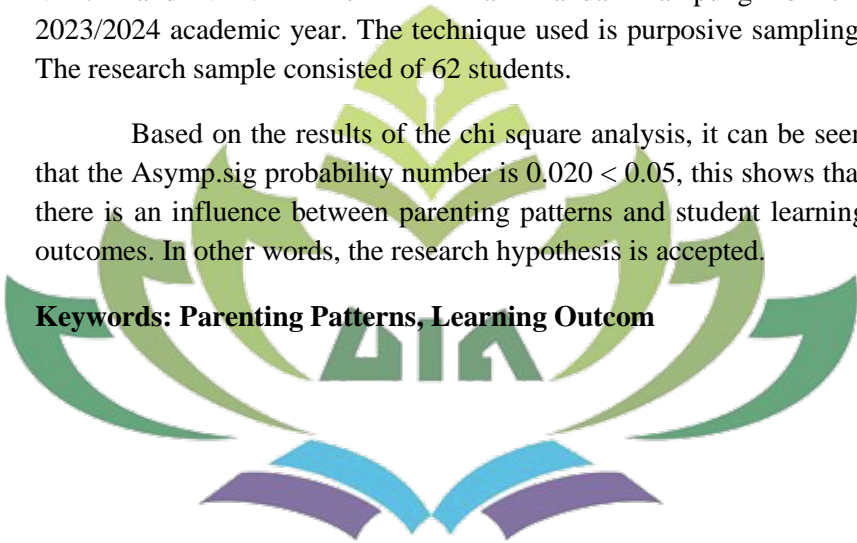 2023/2024 academic year. The technique used is purposive sampling
The research sample consisted of 62 students.
Based on the results of the chi square analysis, it can be seen
that the Asymp.sig probability number is 0.020 < 0.05, this shows tha
there is an influence between parenting patterns and student learning
outcomes. In other words, the research hypothesis is accepted.
Keywords: Parenting Patterns, Learning Outcom